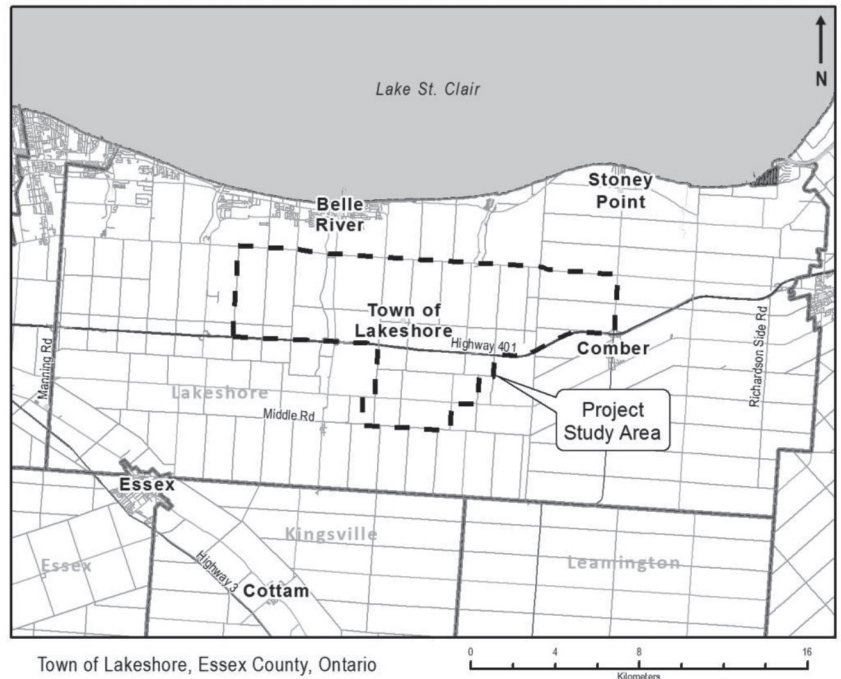 N
Lake St. Clair
Stoney
Point
Belle
River
Town of
Lakeshore
Highway 401
Comber
Manning Rd
Richardson Side Rd
Lakeshore
Middle Rd
Project
Study Area
Essex
Kingsville
Essex
Leamington
Highway 3
Cottam
Town of Lakeshore, Essex County, Ontario
0 4 8 16
Kilometers